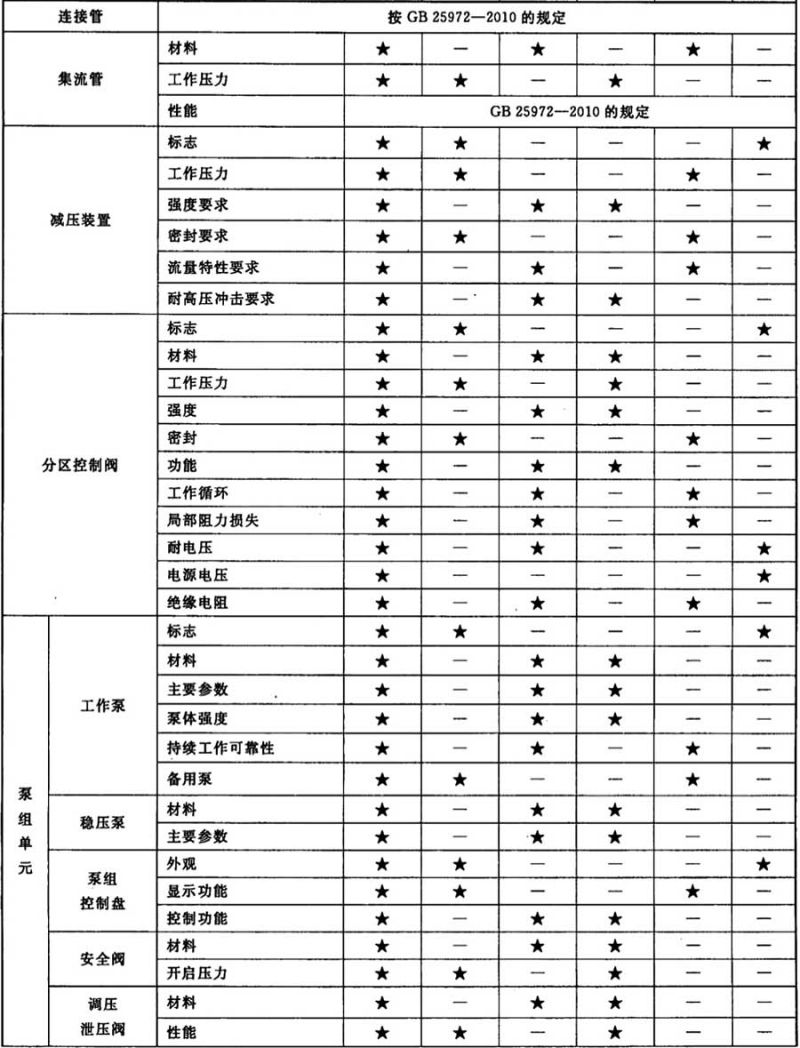 连接管 按 GB 25972—2010 的规定
集流管 材料 ★ — ★ — ★ —
工作压力 ★ ★ — ★ — —
性能 GB 25972—2010 的规定
减压装置 标志 ★ ★ — — — ★
工作压力 ★ ★ — — ★ —
强度要求 ★ — ★ ★ — —
密封要求 ★ ★ — — ★ —
流量特性要求 ★ — ★ — ★ —
耐高压冲击要求 ★ — ★ ★ — —
分区控制阀 标志 ★ ★ — — — ★
材料 ★ — ★ ★ — —
工作压力 ★ ★ — ★ — —
强度 ★ — ★ ★ — —
密封 ★ ★ — — ★ —
功能 ★ — ★ ★ — —
工作循环 ★ — ★ — ★ —
局部阻力损失 ★ — ★ — ★ —
耐电压 ★ — ★ — — ★
电源电压 ★ — — — — ★
绝缘电阻 ★ — ★ — ★ —
泵组单元 工作泵 标志 ★ ★ — — — ★
材料 ★ — ★ ★ — —
主要参数 ★ — ★ ★ — —
泵体强度 ★ — ★ ★ — —
持续工作可靠性 ★ — ★ — ★ —
备用泵 ★ ★ — — ★ —
稳压泵 材料 ★ — ★ ★ — —
主要参数 ★ — ★ ★ — —
泵组控制盘 外观 ★ ★ — — — ★
显示功能 ★ ★ — — ★ —
控制功能 ★ — ★ ★ — —
安全阀 材料 ★ — ★ ★ — —
开启压力 ★ ★ — ★ — —
调压泄压阀 材料 ★ — ★ ★ — —
性能 ★ ★ — ★ — —